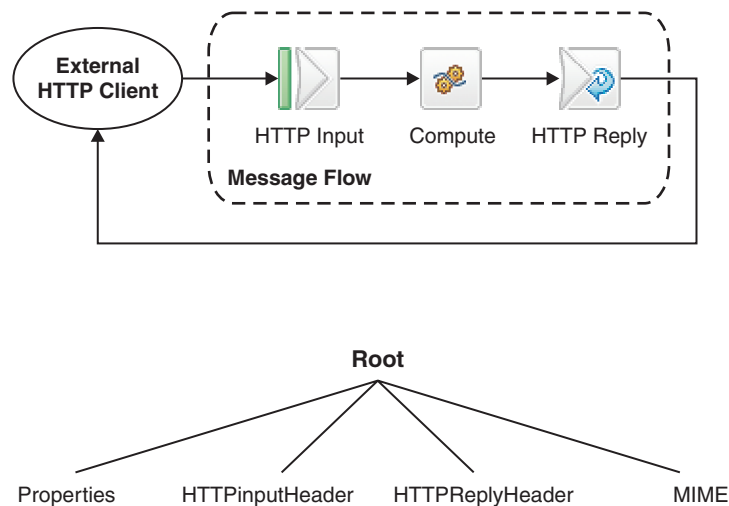 External
HTTP Client
HTTP Input
Compute
HTTP Reply
Message Flow
Root
Properties
HTTPinputHeader
HTTPReplyHeader
MIME